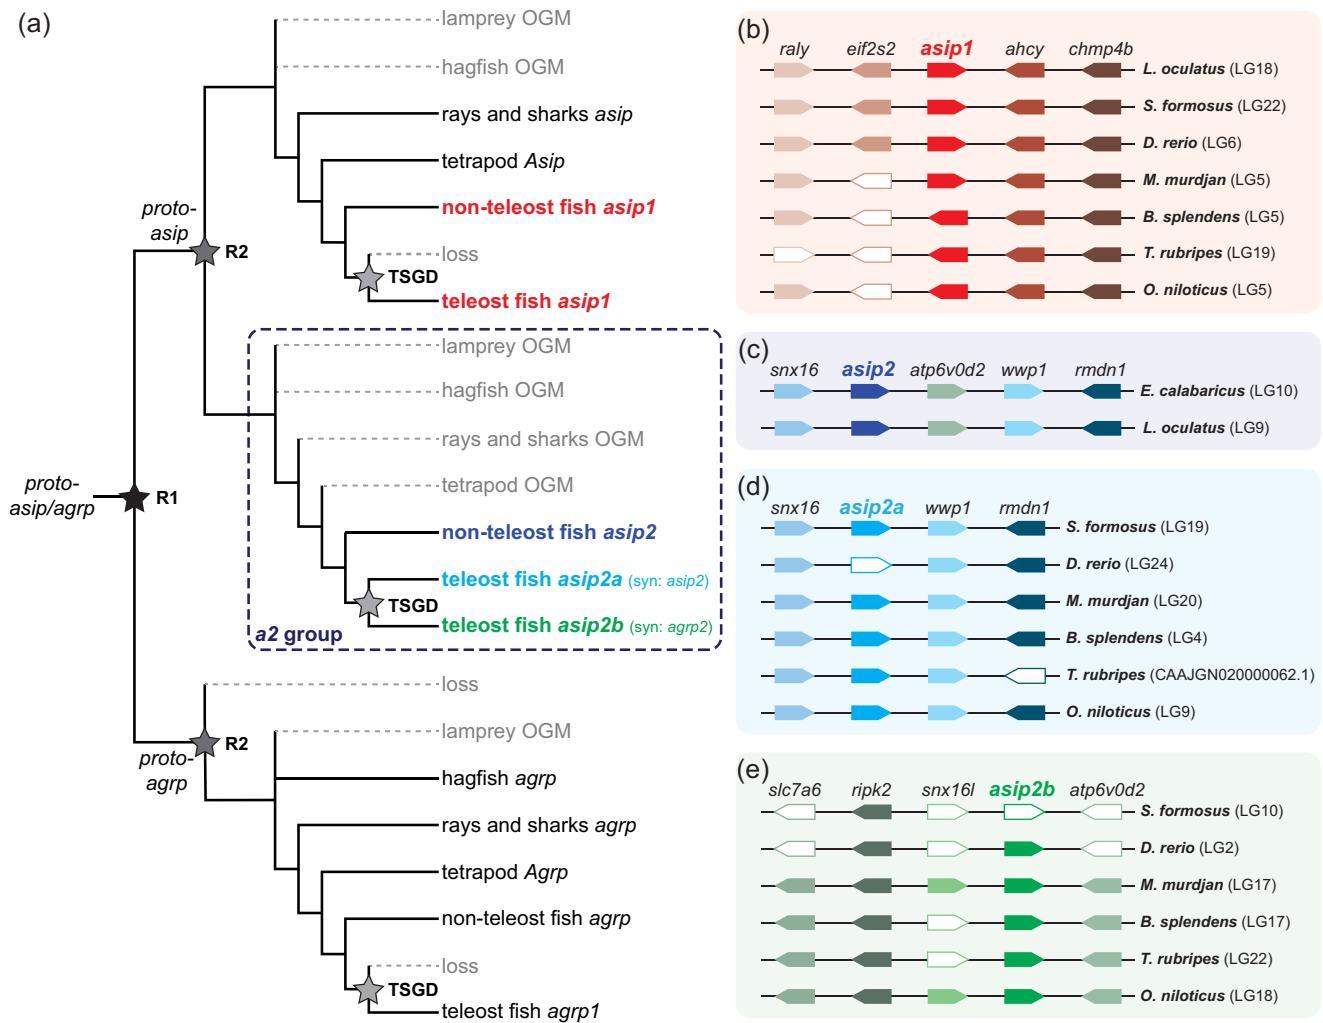 (a)
lamprey OGM
hagfish OGM
rays and sharks asip
tetrapod Asip
non-teleost fish asip1
loss
TSGD
teleost fish asip1
proto-
asip
R2
lamprey OGM
hagfish OGM
rays and sharks OGM
tetrapod OGM
non-teleost fish asip2
teleost fish asip2a (syn: asip2)
TSGD
teleost fish asip2b (syn: agrp2)
a2 group
proto-
asip/agrp
R1
loss
R2
proto-
agrp
lamprey OGM
hagfish agrp
rays and sharks agrp
tetrapod Agrp
non-teleost fish agrp
loss
TSGD
teleost fish agrp1
(b)
raly eif2s2 asip1 ahcy chmp4b
L. oculatus (LG18)
S. formosus (LG22)
D. rerio (LG6)
M. murdjan (LG5)
B. splendens (LG5)
T. rubripes (LG19)
O. niloticus (LG5)
(c)
snx16 asip2 atp6v0d2 wwp1 rmdn1
E. calabaricus (LG10)
L. oculatus (LG9)
(d)
snx16 asip2a wwp1 rmdn1
S. formosus (LG19)
D. rerio (LG24)
M. murdjan (LG20)
B. splendens (LG4)
T. rubripes (CAAJGN020000062.1)
O. niloticus (LG9)
(e)
slc7a6 ripk2 snx16l asip2b atp6v0d2
S. formosus (LG10)
D. rerio (LG2)
M. murdjan (LG17)
B. splendens (LG17)
T. rubripes (LG22)
O. niloticus (LG18)